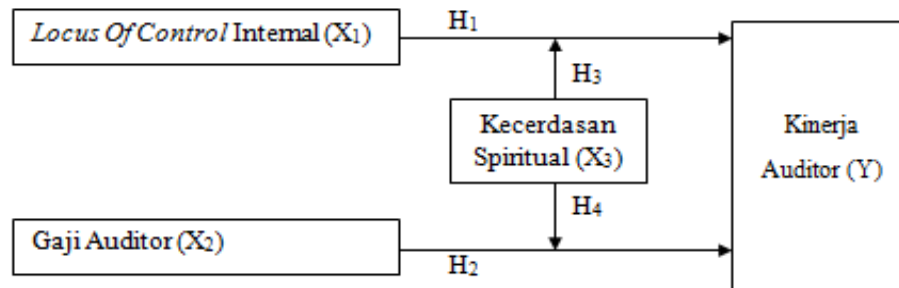 Locus Of Control Internal (X1)
H1
H3
Kecerdasan
Spiritual (X3)
Kinerja
Auditor (Y)
H4
Gaji Auditor (X2)
H2